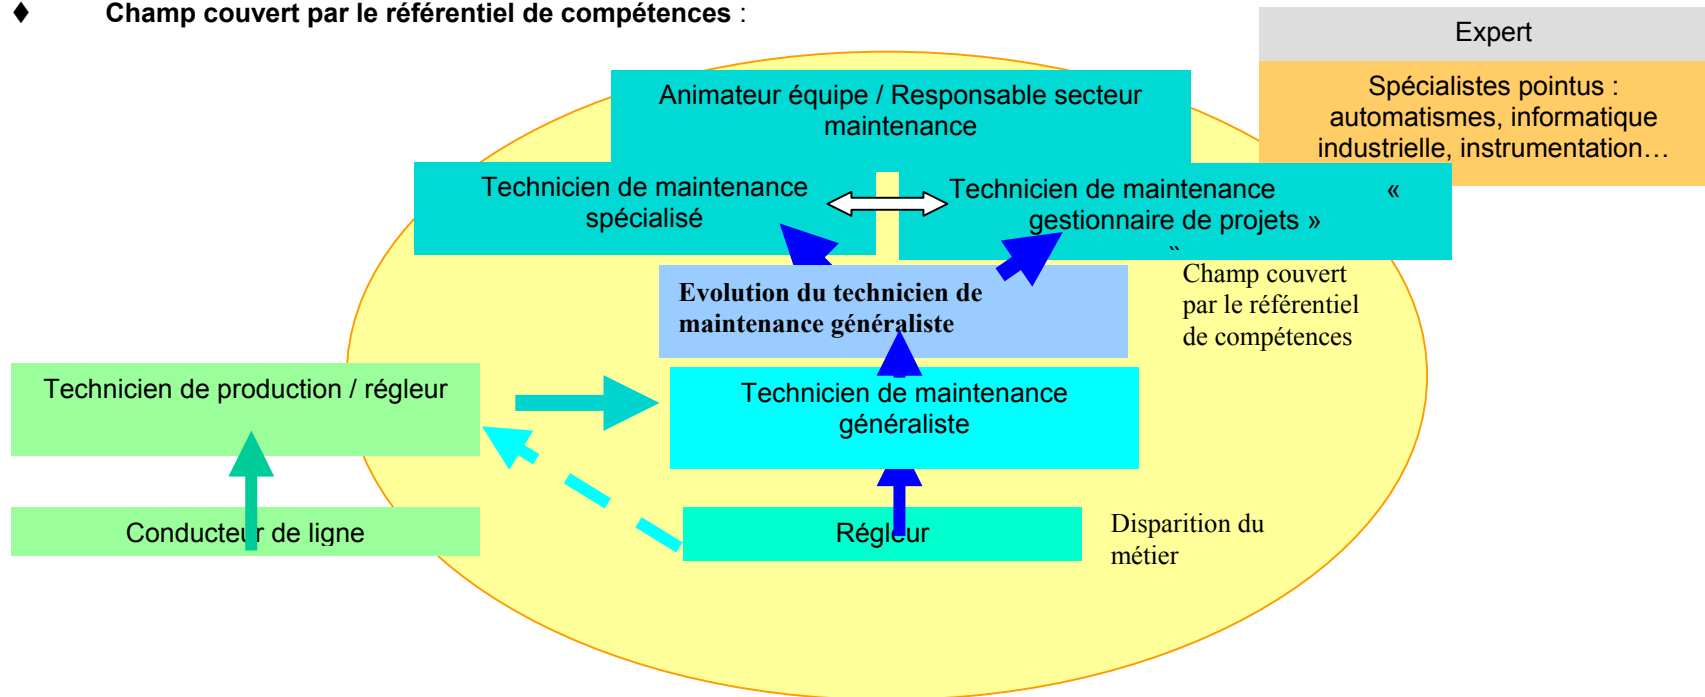 ♦ Champ couvert par le référentiel de compétences :
Expert
Spécialistes pointus :
automatismes, informatique
industrielle, instrumentation…
Animateur équipe / Responsable secteur
maintenance
Technicien de maintenance
spécialisé
Technicien de maintenance «
gestionnaire de projets »
»
Champ couvert
par le référentiel
de compétences
Evolution du technicien de
maintenance généraliste
Technicien de production / régleur
Technicien de maintenance
généraliste
Conducteur de ligne
Régleur
Disparition du
métier